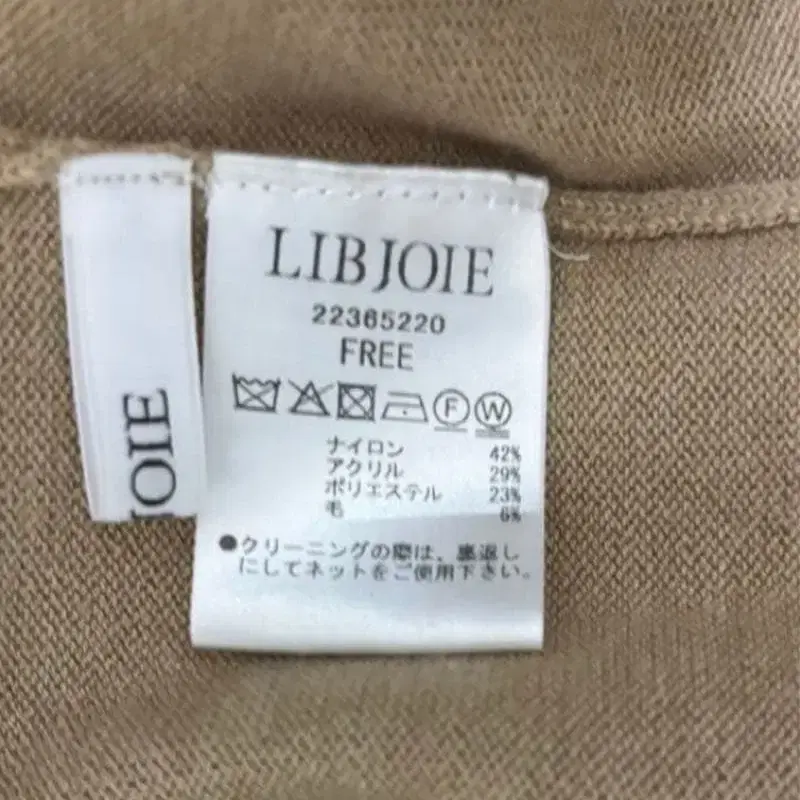 LIBJOIE
22365220
FREE
F W
ナイロン 42%
アクリル 29%
ポリエステル 23%
毛 6%
●クリーニングの際は、裏返し
にしてネットをご使用下さい。
JOIE